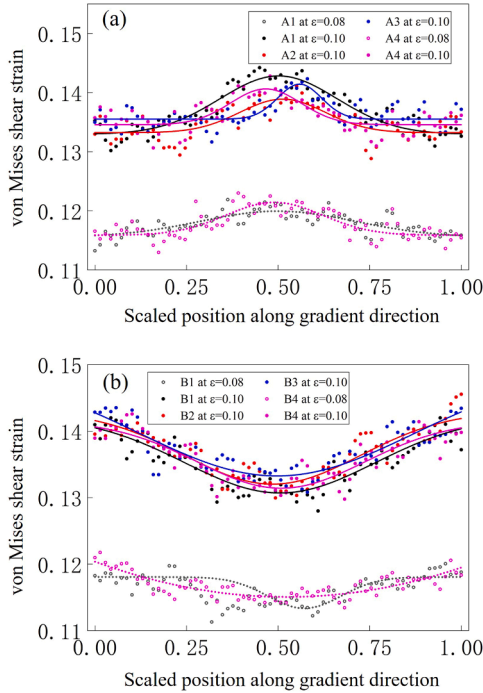 (a)
A1 at ε=0.08
A3 at ε=0.10
A1 at ε=0.10
A4 at ε=0.08
A2 at ε=0.10
A4 at ε=0.10
0.15
0.14
0.13
0.12
0.11
von Mises shear strain
0.00 0.25 0.50 0.75 1.00
Scaled position along gradient direction
(b)
B1 at ε=0.08
B3 at ε=0.10
B1 at ε=0.10
B4 at ε=0.08
B2 at ε=0.10
B4 at ε=0.10
0.15
0.14
0.13
0.12
0.11
von Mises shear strain
0.00 0.25 0.50 0.75 1.00
Scaled position along gradient direction